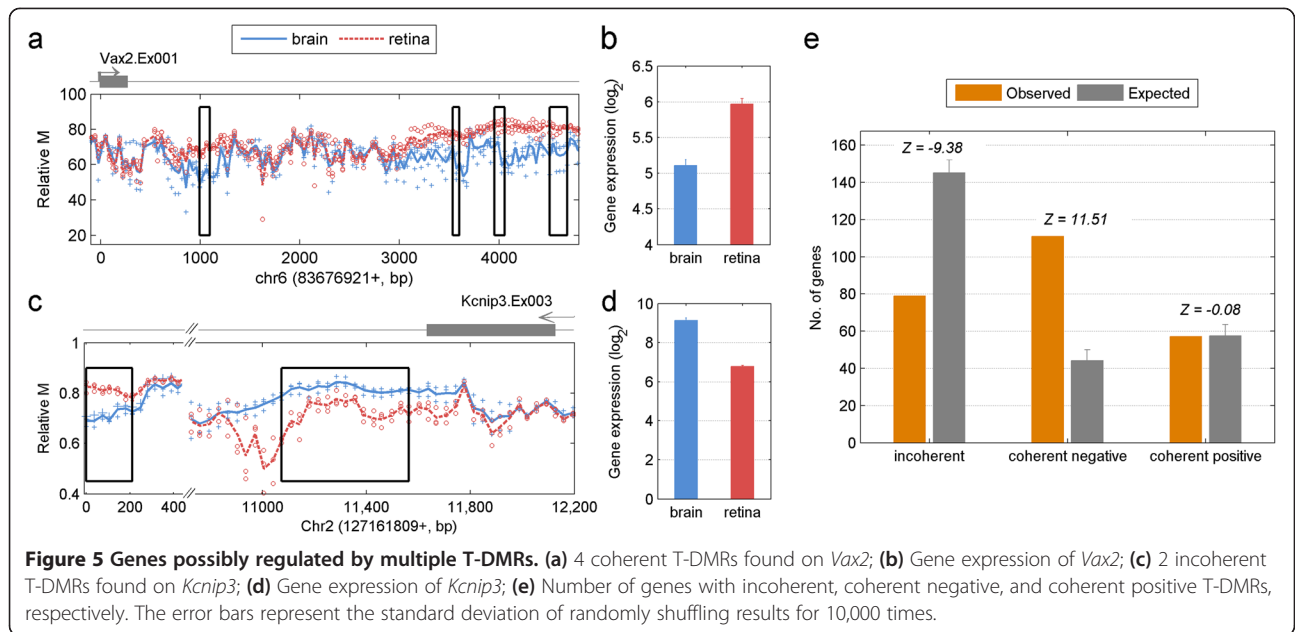 a
brain
retina
Vax2.Ex001
Relative M
100
80
60
40
20
0
1000
2000
3000
4000
chr6 (83676921+, bp)
b
Gene expression (log2)
6.5
6
5.5
5
4.5
4
brain
retina
c
Kcnip3.Ex003
Relative M
1
0.8
0.6
0.4
0
200
400
11,000
11,400
11,800
12,200
Chr2 (127161809+, bp)
d
Gene expression (log2)
10
8
6
4
2
0
brain
retina
e
Observed
Expected
No. of genes
160
140
120
100
80
60
40
20
0
Z = -9.38
Z = 11.51
Z = -0.08
incoherent
coherent negative
coherent positive
Figure 5 Genes possibly regulated by multiple T-DMRs. (a) 4 coherent T-DMRs found on Vax2; (b) Gene expression of Vax2; (c) 2 incoherent
T-DMRs found on Kcnip3; (d) Gene expression of Kcnip3; (e) Number of genes with incoherent, coherent negative, and coherent positive T-DMRs,
respectively. The error bars represent the standard deviation of randomly shuffling results for 10,000 times.